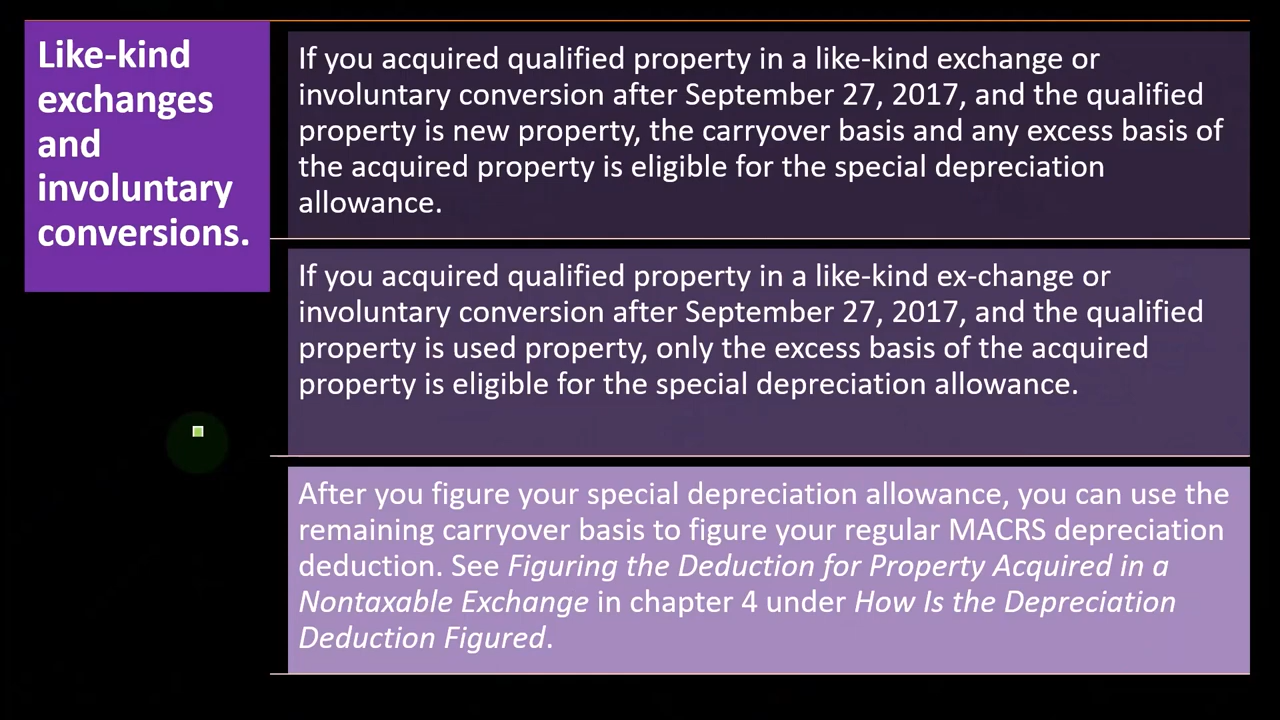 Like-kind
exchanges
and
involuntary
conversions.
If you acquired qualified property in a like-kind exchange or
involuntary conversion after September 27, 2017, and the qualified
property is new property, the carryover basis and any excess basis of
the acquired property is eligible for the special depreciation
allowance.
If you acquired qualified property in a like-kind ex-change or
involuntary conversion after September 27, 2017, and the qualified
property is used property, only the excess basis of the acquired
property is eligible for the special depreciation allowance.
After you figure your special depreciation allowance, you can use the
remaining carryover basis to figure your regular MACRS depreciation
deduction. See Figuring the Deduction for Property Acquired in a
Nontaxable Exchange in chapter 4 under How Is the Depreciation
Deduction Figured.